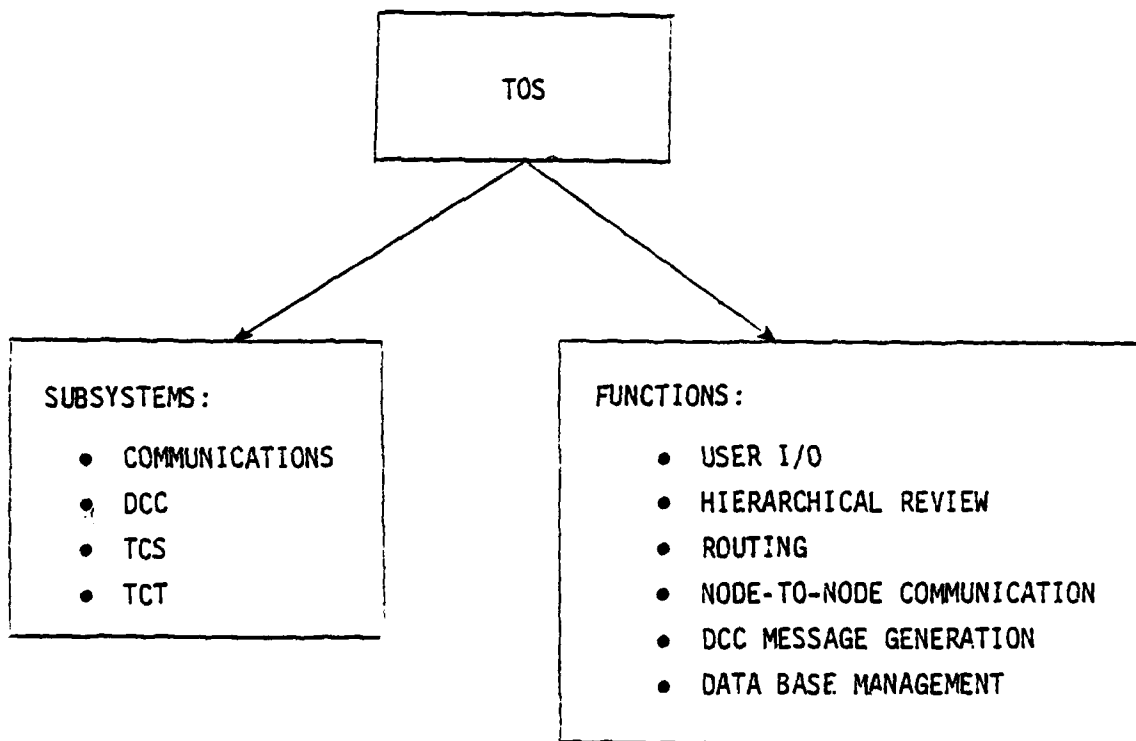 TOS
SUBSYSTEMS:
• COMMUNICATIONS
• DCC
• TCS
• TCT
FUNCTIONS:
• USER I/O
• HIERARCHICAL REVIEW
• ROUTING
• NODE-TO-NODE COMMUNICATION
• DCC MESSAGE GENERATION
• DATA BASE MANAGEMENT